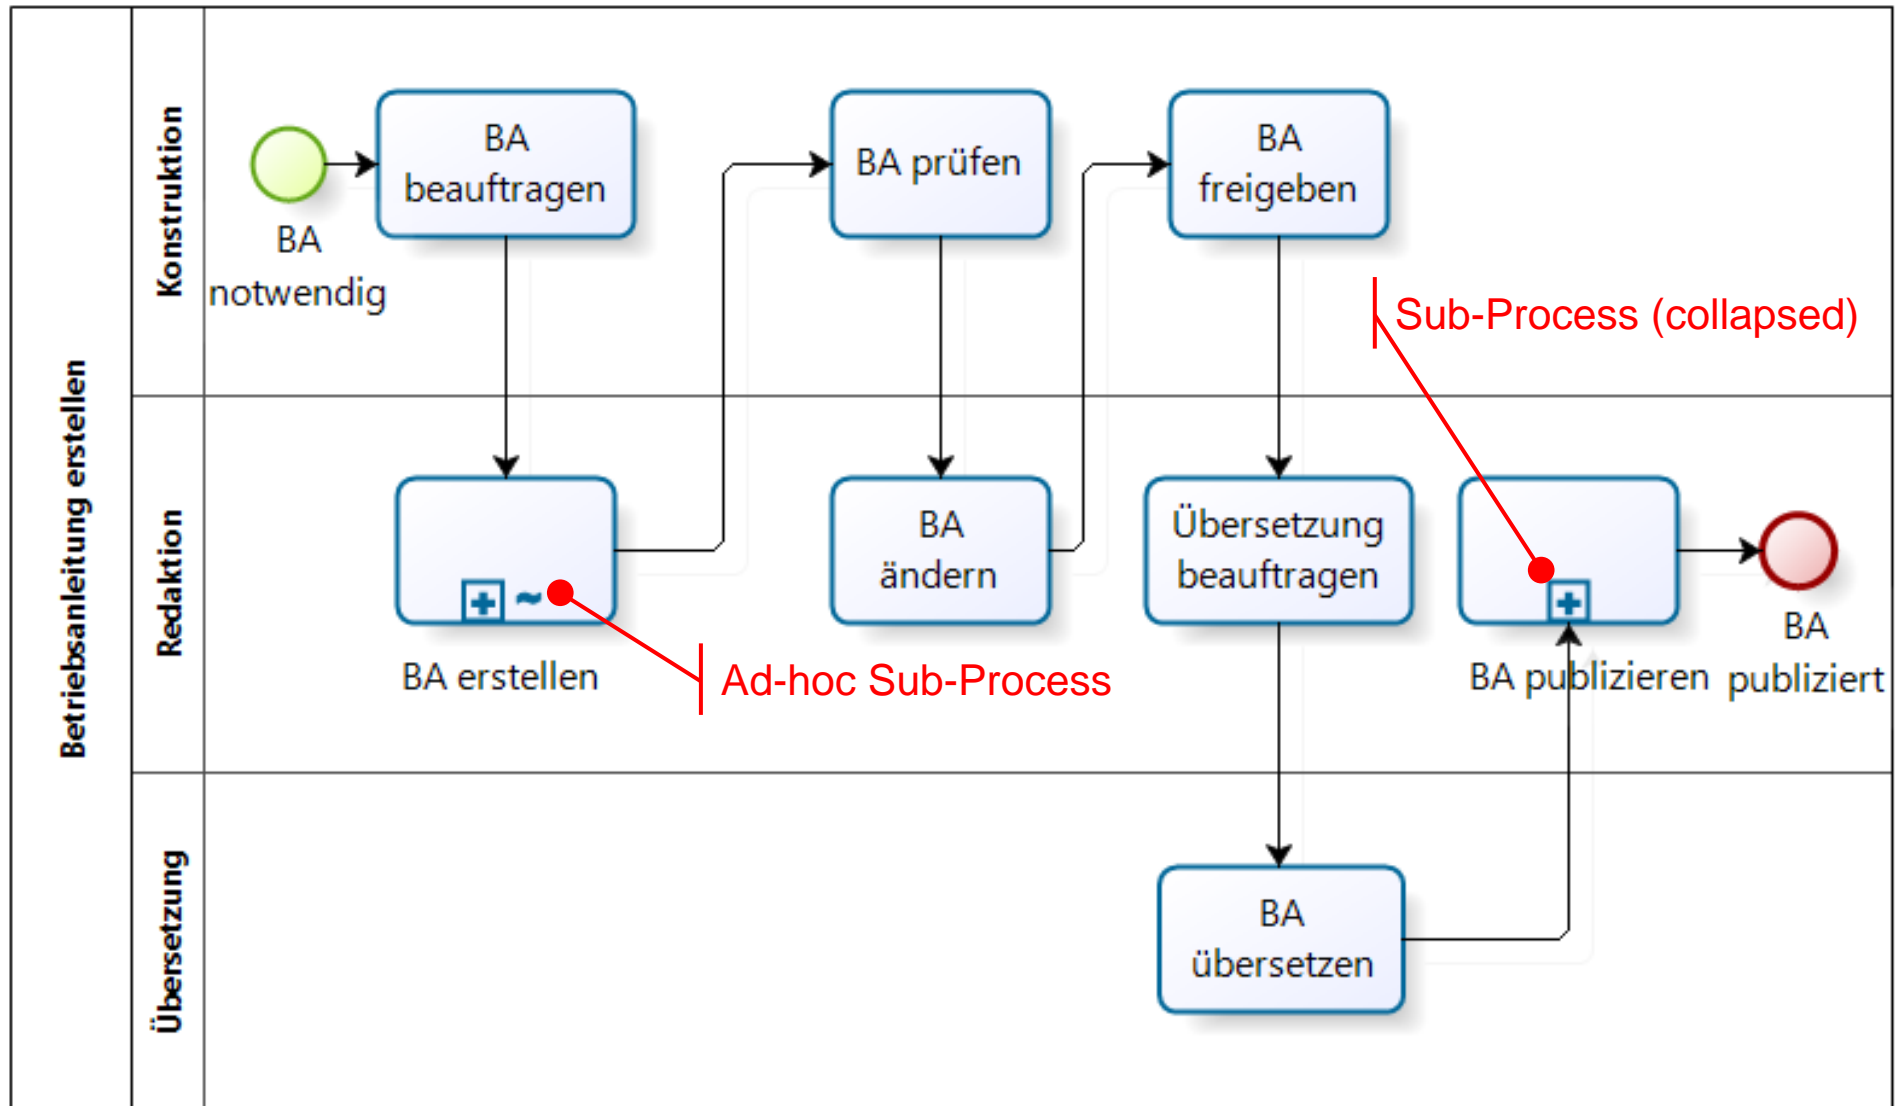 Betriebsanleitung erstellen
Konstruktion
BA
notwendig
BA
beauftragen
BA prüfen
BA
freigeben
Sub-Process (collapsed)
Redaktion
BA erstellen
Ad-hoc Sub-Process
BA
ändern
Übersetzung
beauftragen
BA publizieren
BA
publiziert
Übersetzung
BA
übersetzen